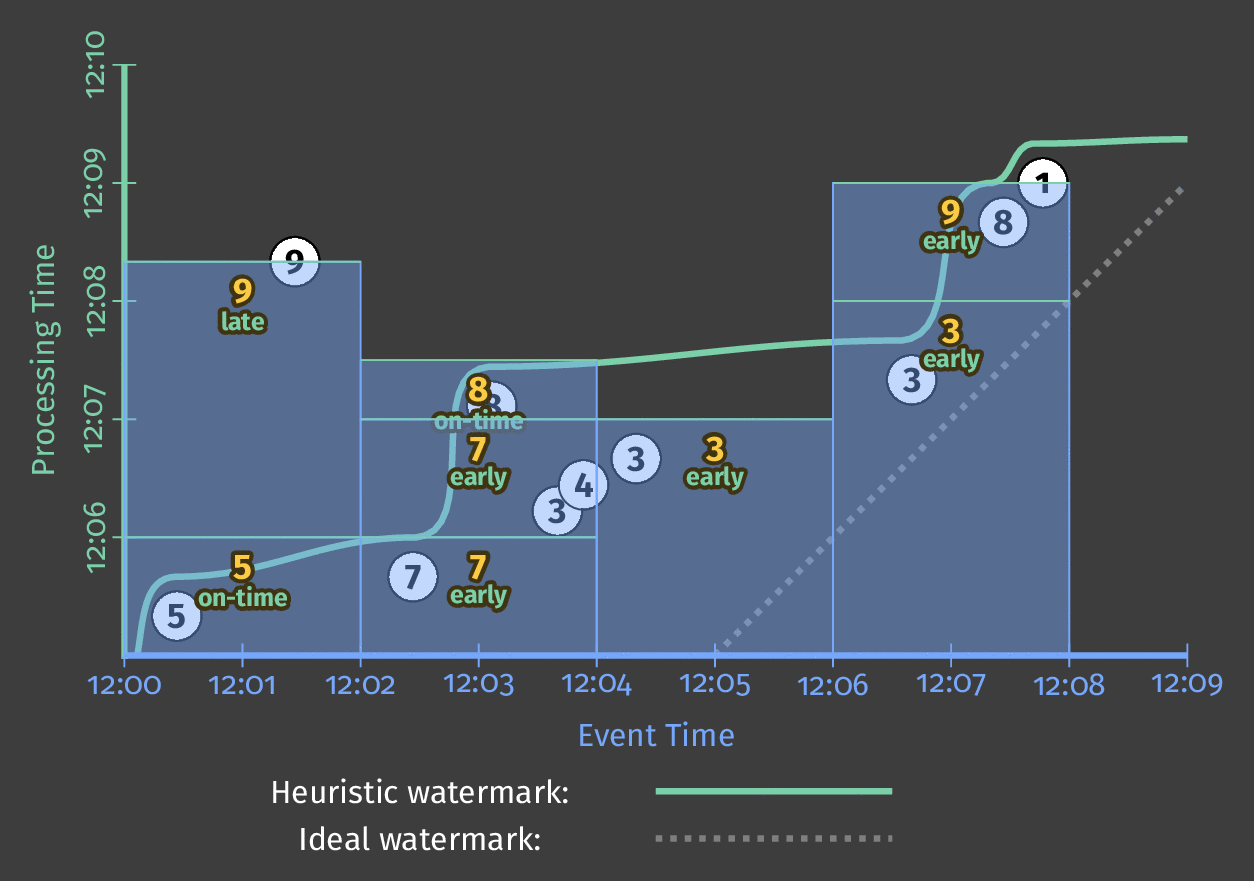 12:10
12:09
12:08
12:07
12:06
Processing Time
9
9
late
1
9
early
8
3
early
3
8
on-time
7
early
3
4
3
3
early
5
on-time
5
7
7
early
12:00 12:01 12:02 12:03 12:04 12:05 12:06 12:07 12:08 12:09
Event Time
Heuristic watermark:
Ideal watermark: